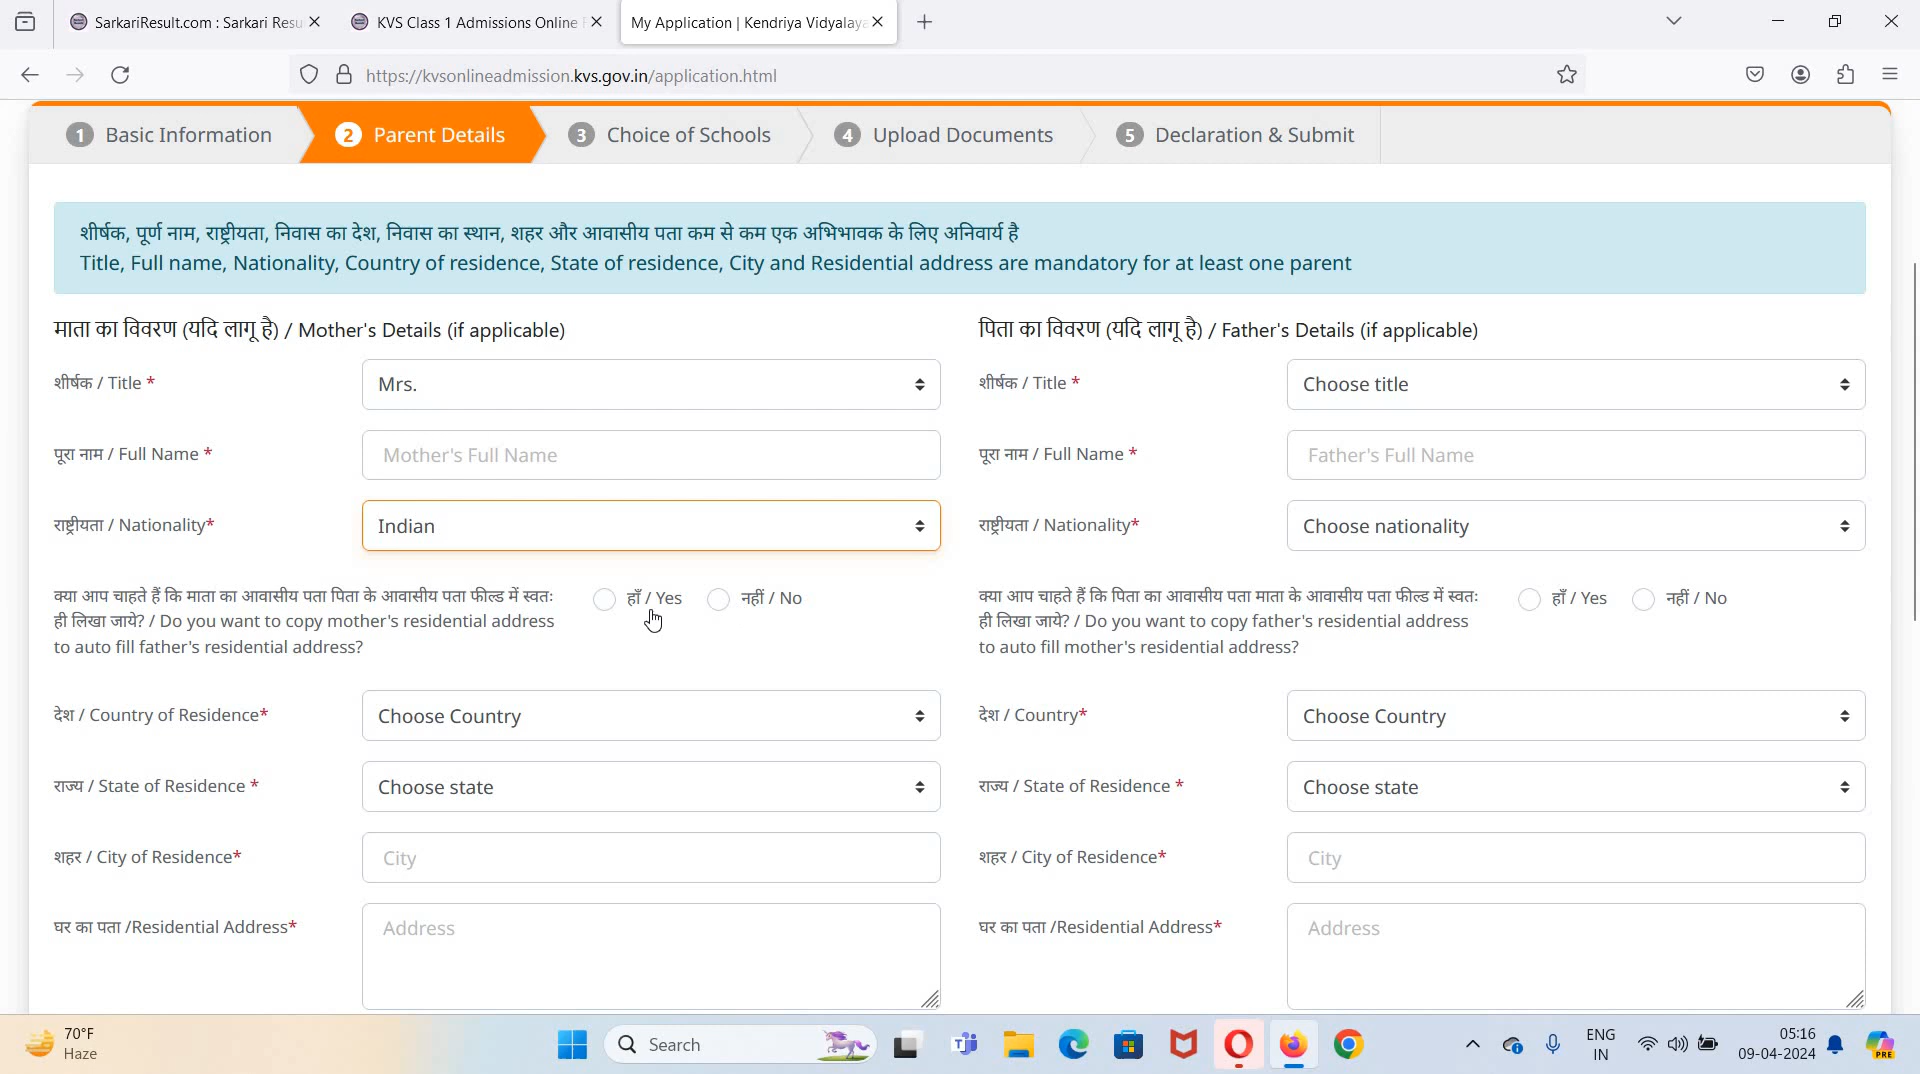 SarkariResult.com : Sarkari Resu
KVS Class 1 Admissions Online
My Application | Kendriya Vidyalaya
https://kvsonlineadmission.kvs.gov.in/application.html
1 Basic Information
2 Parent Details
3 Choice of Schools
4 Upload Documents
5 Declaration & Submit
शीर्षक, पूर्ण नाम, राष्ट्रीयता, निवास का देश, निवास का स्थान, शहर और आवासीय पता कम से कम एक अभिभावक के लिए अनिवार्य है
Title, Full name, Nationality, Country of residence, State of residence, City and Residential address are mandatory for at least one parent
माता का विवरण (यदि लागू है) / Mother's Details (if applicable)
शीर्षक / Title *
Mrs.
पूरा नाम / Full Name *
Mother's Full Name
राष्ट्रीयता / Nationality*
Indian
क्या आप चाहते हैं कि माता का आवासीय पता पिता के आवासीय पता फील्ड में स्वतः
ही लिखा जाये? / Do you want to copy mother's residential address
to auto fill father's residential address?
हाँ / Yes
नहीं / No
देश / Country of Residence*
Choose Country
राज्य / State of Residence *
Choose state
शहर / City of Residence*
City
घर का पता /Residential Address*
Address
पिता का विवरण (यदि लागू है) / Father's Details (if applicable)
शीर्षक / Title *
Choose title
पूरा नाम / Full Name *
Father's Full Name
राष्ट्रीयता / Nationality*
Choose nationality
क्या आप चाहते हैं कि पिता का आवासीय पता माता के आवासीय पता फील्ड में स्वतः
ही लिखा जाये? / Do you want to copy father's residential address
to auto fill mother's residential address?
हाँ / Yes
नहीं / No
देश / Country*
Choose Country
राज्य / State of Residence *
Choose state
शहर / City of Residence*
City
घर का पता /Residential Address*
Address
70°F
Haze
Search
ENG
IN
05:16
09-04-2024
PRE